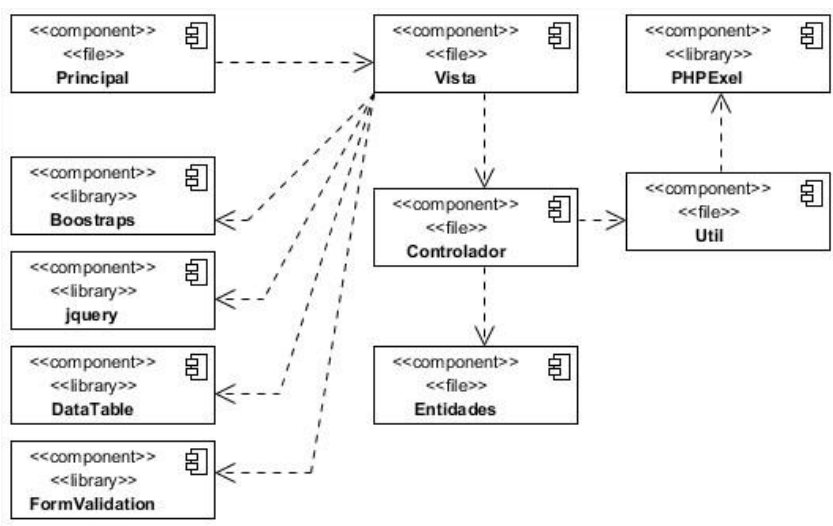 <<component>>
<<file>>
Principal
<<component>>
<<file>>
Vista
<<component>>
<<library>>
PHPExel
<<component>>
<<library>>
Boostraps
<<component>>
<<file>>
Controlador
<<component>>
<<file>>
Util
<<component>>
<<library>>
jquery
<<component>>
<<library>>
DataTable
<<component>>
<<file>>
Entidades
<<component>>
<<library>>
FormValidation